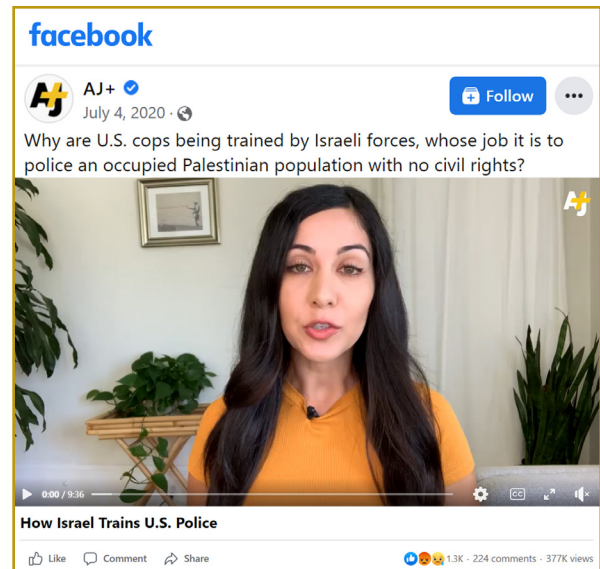 facebook
AJ+
Follow
July 4, 2020 ·
Why are U.S. cops being trained by Israeli forces, whose job it is to
police an occupied Palestinian population with no civil rights?
AJ+
0:00 / 9:36
CC
How Israel Trains U.S. Police
Like Comment Share 1.3K · 224 comments · 377K views